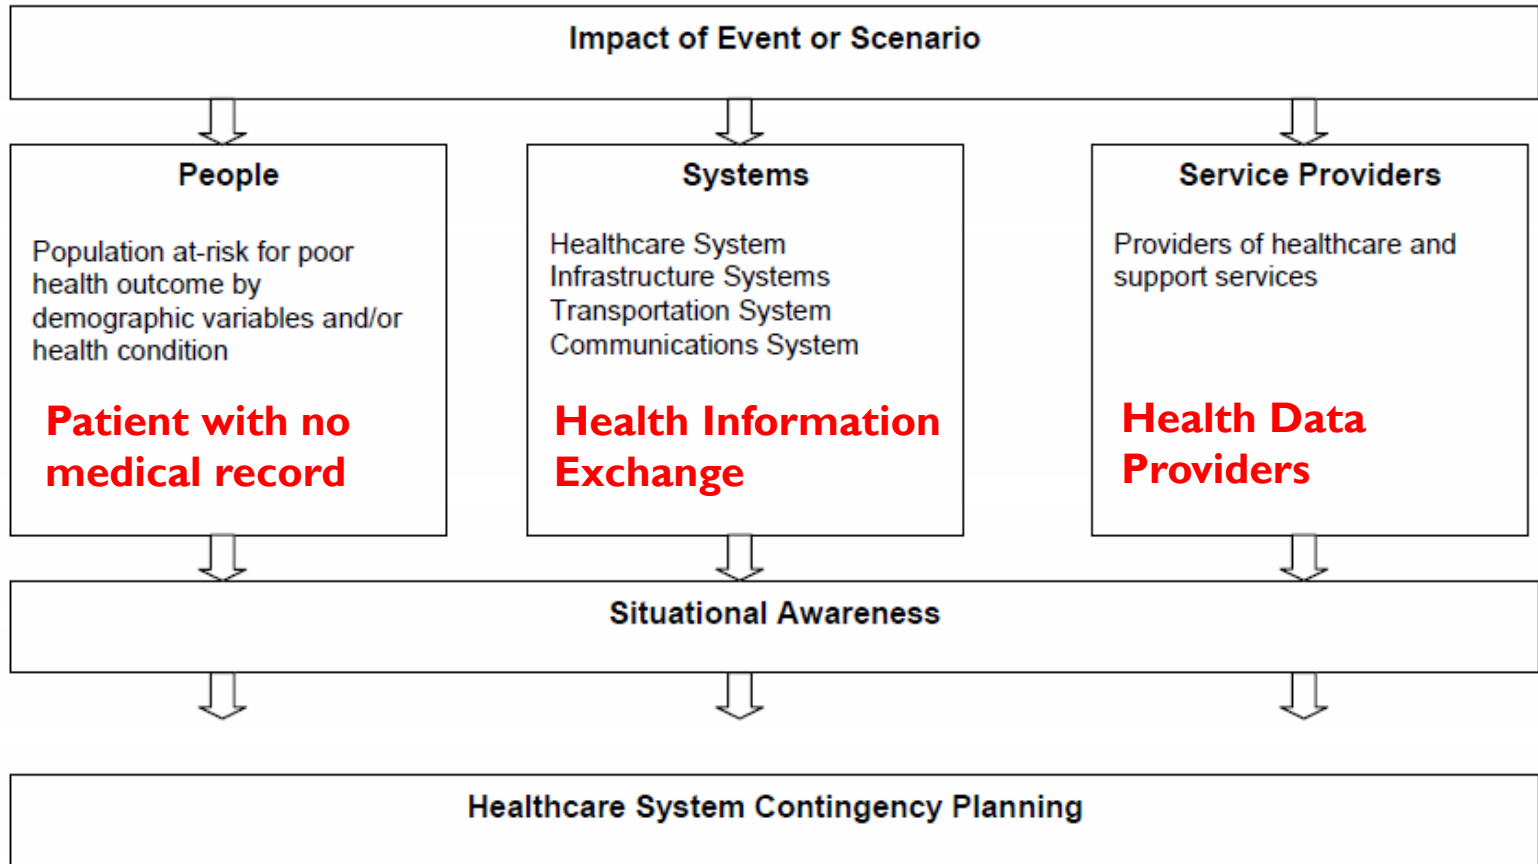 Impact of Event or Scenario
People
Population at-risk for poor
health outcome by
demographic variables and/or
health condition
Patient with no
medical record
Systems
Healthcare System
Infrastructure Systems
Transportation System
Communications System
Health Information
Exchange
Service Providers
Providers of healthcare and
support services
Health Data
Providers
Situational Awareness
Healthcare System Contingency Planning